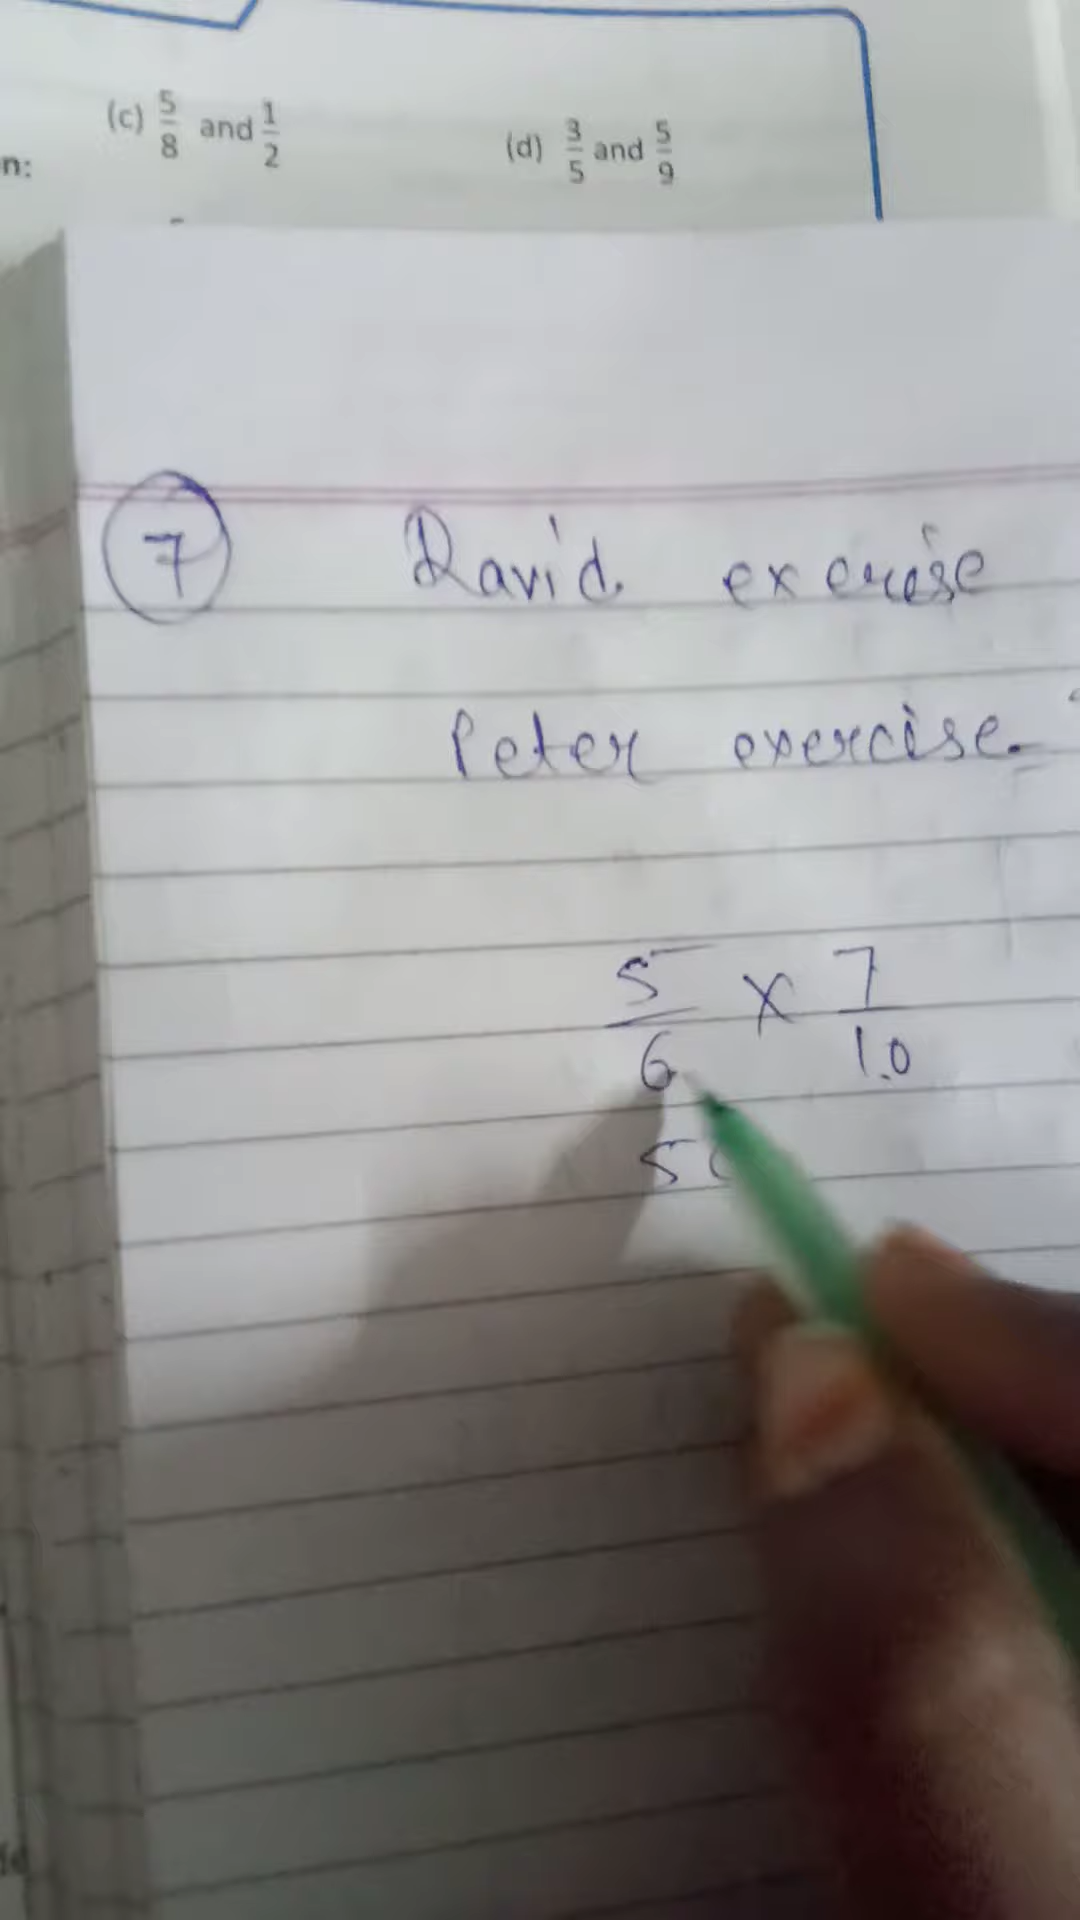 (c) 5/8 and 1/2 (d) 3/5 and 5/9
n:
7 David exercise
Peter exercise.
5/6 x 7/10
5